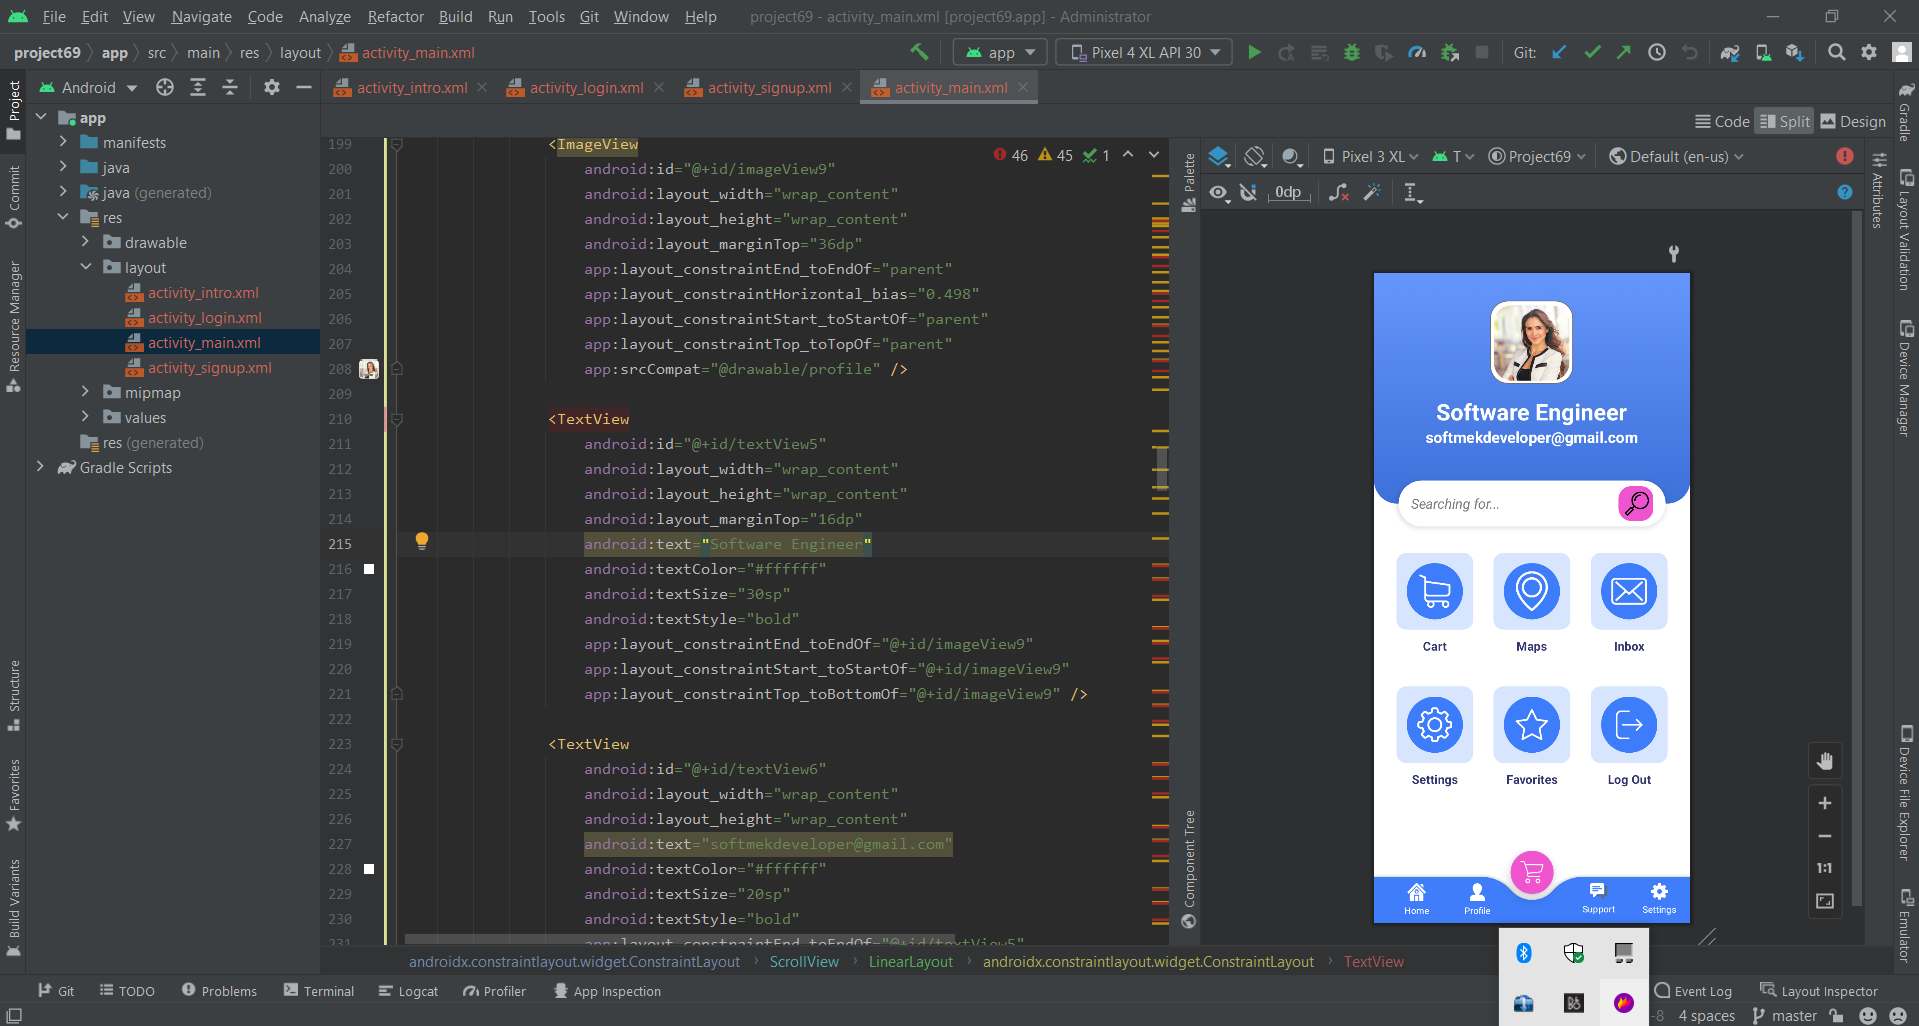 File Edit View Navigate Code Analyze Refactor Build Run Tools Git Window Help project69 - activity_main.xml [project69.app] - Administrator
project69 app src main res layout activity_main.xml app Pixel 4 XL API 30 Git:
Android activity_intro.xml activity_login.xml activity_signup.xml activity_main.xml
Code Split Design
Project
Commit
Resource Manager
Structure
Favorites
Build Variants
app
manifests
java
java (generated)
res
drawable
layout
activity_intro.xml
activity_login.xml
activity_main.xml
activity_signup.xml
mipmap
values
res (generated)
Gradle Scripts
46 45 1
199 <ImageView
200 android:id="@+id/imageView9"
201 android:layout_width="wrap_content"
202 android:layout_height="wrap_content"
203 android:layout_marginTop="36dp"
204 app:layout_constraintEnd_toEndOf="parent"
205 app:layout_constraintHorizontal_bias="0.498"
206 app:layout_constraintStart_toStartOf="parent"
207 app:layout_constraintTop_toTopOf="parent"
208 app:srcCompat="@drawable/profile" />
209
210 <TextView
211 android:id="@+id/textView5"
212 android:layout_width="wrap_content"
213 android:layout_height="wrap_content"
214 android:layout_marginTop="16dp"
215 android:text="Software Engineer"
216 android:textColor="#ffffff"
217 android:textSize="30sp"
218 android:textStyle="bold"
219 app:layout_constraintEnd_toEndOf="@+id/imageView9"
220 app:layout_constraintStart_toStartOf="@+id/imageView9"
221 app:layout_constraintTop_toBottomOf="@+id/imageView9" />
222
223 <TextView
224 android:id="@+id/textView6"
225 android:layout_width="wrap_content"
226 android:layout_height="wrap_content"
227 android:text="softmekdeveloper@gmail.com"
228 android:textColor="#ffffff"
229 android:textSize="20sp"
230 android:textStyle="bold"
231 app:layout_constraintEnd_toEndOf="@+id/textView5"
Palette
Component Tree
Pixel 3 XL T Project69 Default (en-us)
0dp
Software Engineer
softmekdeveloper@gmail.com
Searching for...
Cart Maps Inbox
Settings Favorites Log Out
Home Profile Support Settings
1:1
Attributes
Gradle
Layout Validation
Device Manager
Device File Explorer
Emulator
androidx.constraintlayout.widget.ConstraintLayout ScrollView LinearLayout androidx.constraintlayout.widget.ConstraintLayout TextView
Git TODO Problems Terminal Logcat Profiler App Inspection Event Log Layout Inspector
-8 4 spaces master